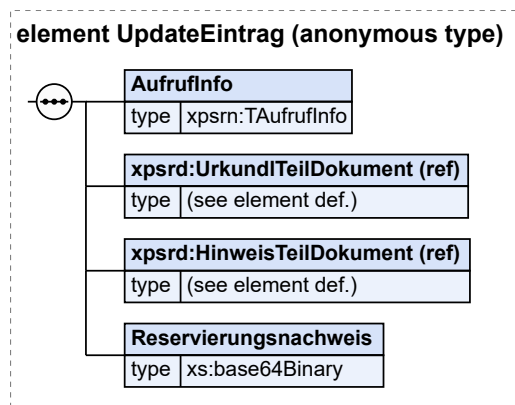 element UpdateEintrag (anonymous type)
AufrufInfo
type xpsrn:TAufrufInfo
xpsrd:UrkundlTeilDokument (ref)
type (see element def.)
xpsrd:HinweisTeilDokument (ref)
type (see element def.)
Reservierungsnachweis
type xs:base64Binary